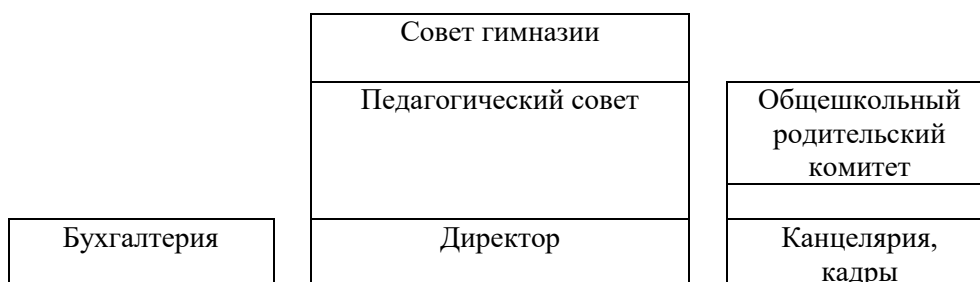 Совет гимназии
Педагогический совет
Общешкольный
родительский
комитет
Бухгалтерия
Директор
Канцелярия,
кадры